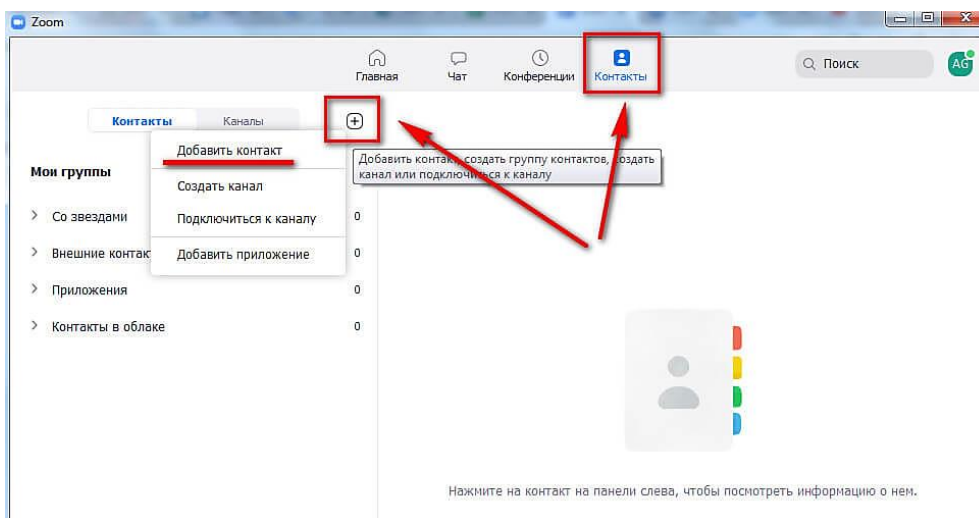 Zoom
Главная
Чат
Конференции
Контакты
Поиск
AG
Контакты
Каналы
Добавить контакт
Добавить контакт, создать группу контактов, создать
канал или подключиться к каналу
Мои группы
Создать канал
Со звездами
Подключиться к каналу
0
Внешние контак
Добавить приложение
0
Приложения
0
Контакты в облаке
0
Нажмите на контакт на панели слева, чтобы посмотреть информацию о нем.